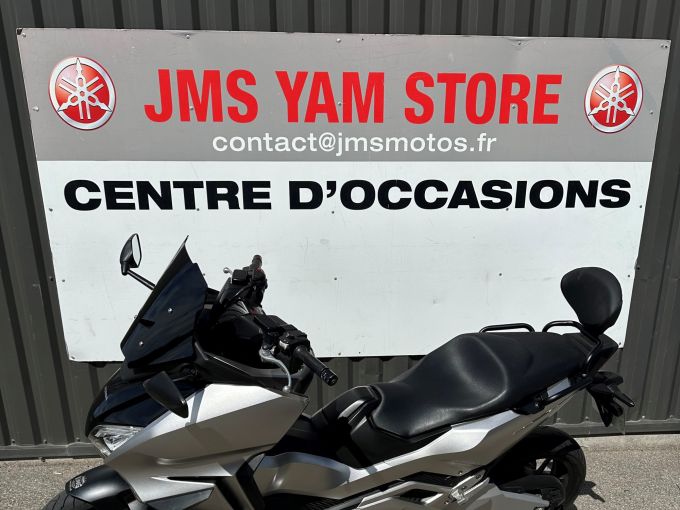 JMS YAM STORE
contact@jmsmotos.fr
CENTRE D'OCCASIONS